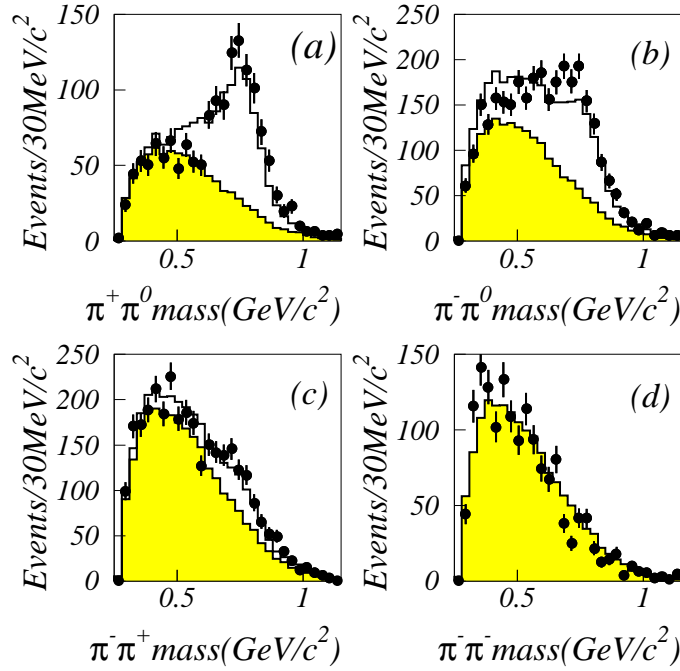 (a)
Events/30MeV/c²
150
100
50
0
0.5
1
π⁺π⁰mass(GeV/c²)
(b)
Events/30MeV/c²
250
200
150
100
50
0
0.5
1
π⁻π⁰mass(GeV/c²)
(c)
Events/30MeV/c²
250
200
150
100
50
0
0.5
1
π⁻π⁺mass(GeV/c²)
(d)
Events/30MeV/c²
150
100
50
0
0.5
1
π⁻π⁻mass(GeV/c²)